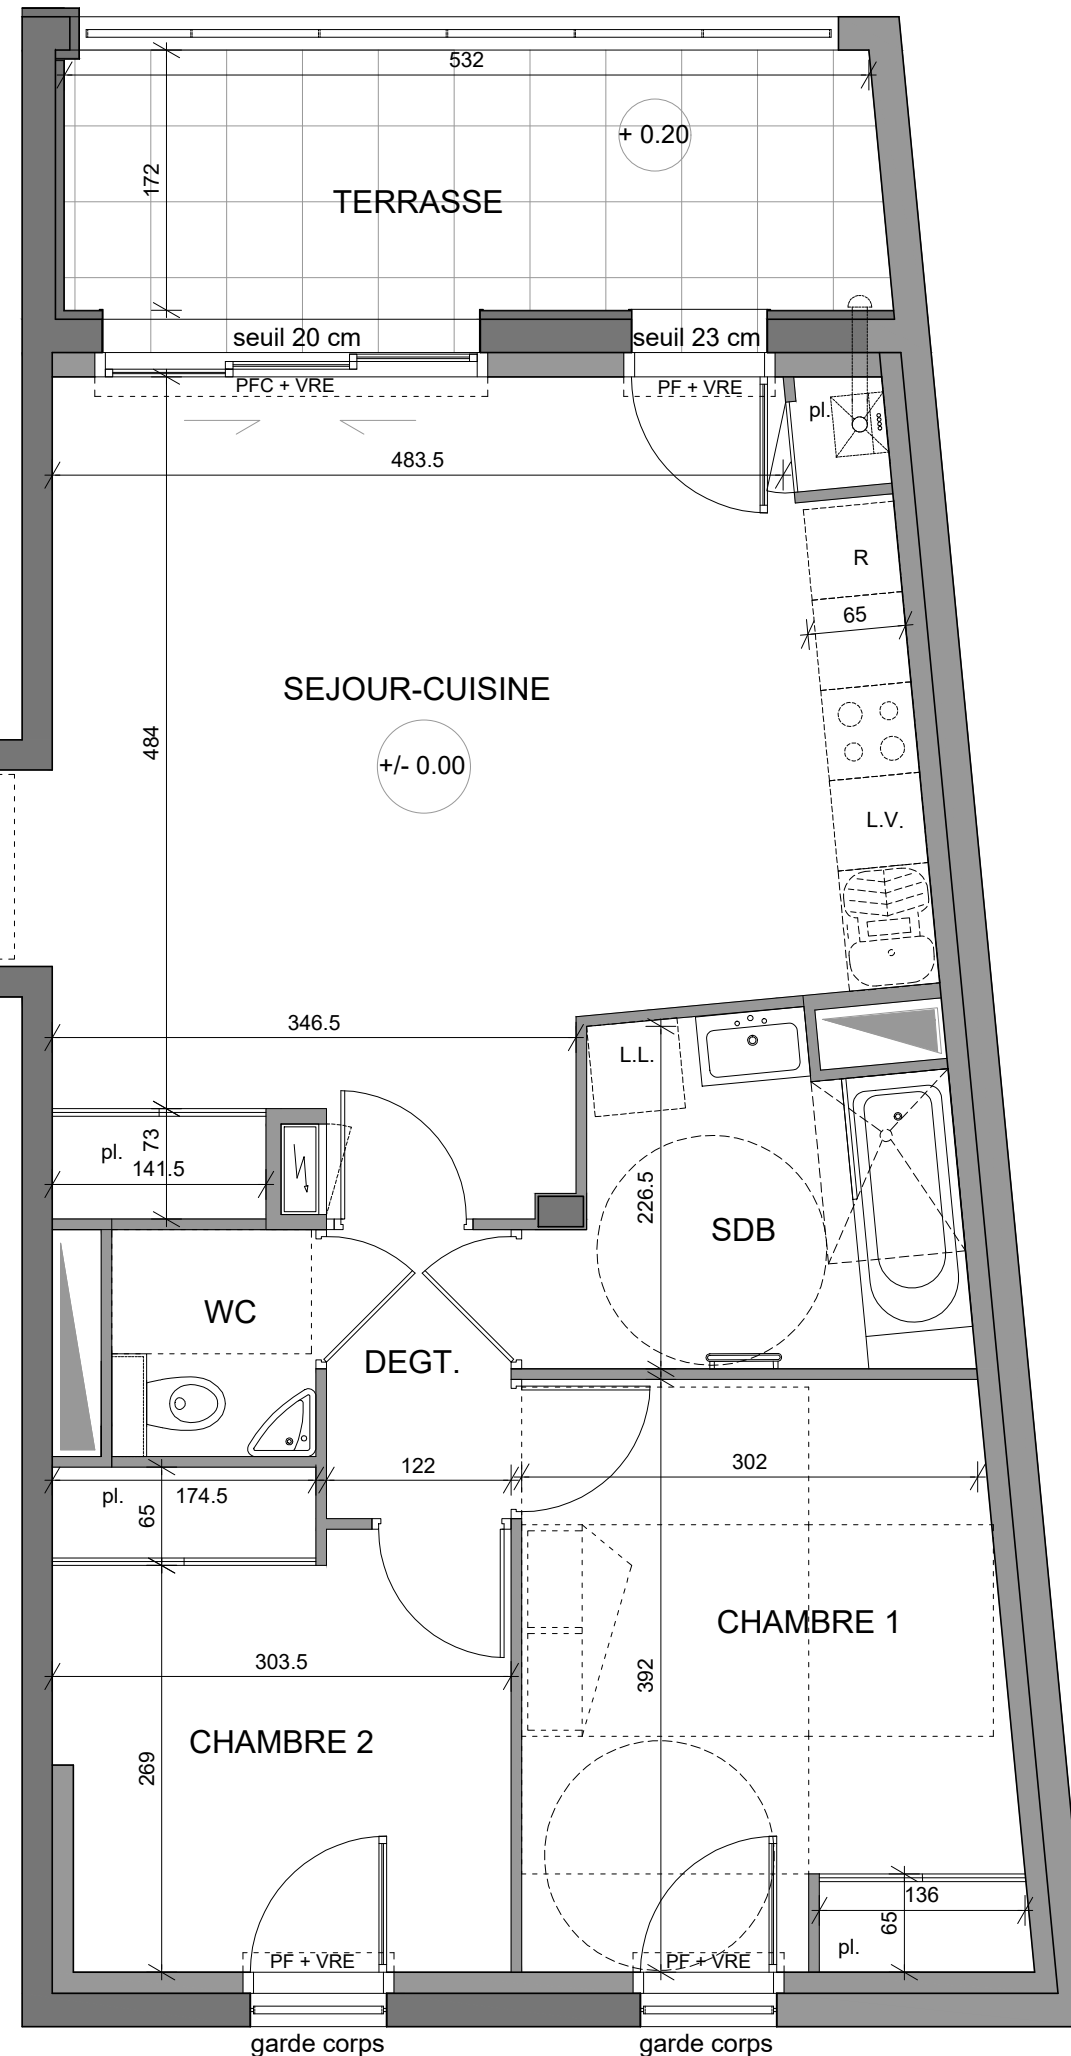 532
+ 0.20
172
TERRASSE
seuil 20 cm
seuil 23 cm
PFC + VRE
PF + VRE
pl.
483.5
R
65
SEJOUR-CUISINE
+/- 0.00
484
L.V.
346.5
L.L.
73
pl.
141.5
226.5
SDB
WC
DEGT.
122
302
pl.
174.5
65
CHAMBRE 1
303.5
392
CHAMBRE 2
269
136
65
pl.
PF + VRE
PF + VRE
garde corps
garde corps